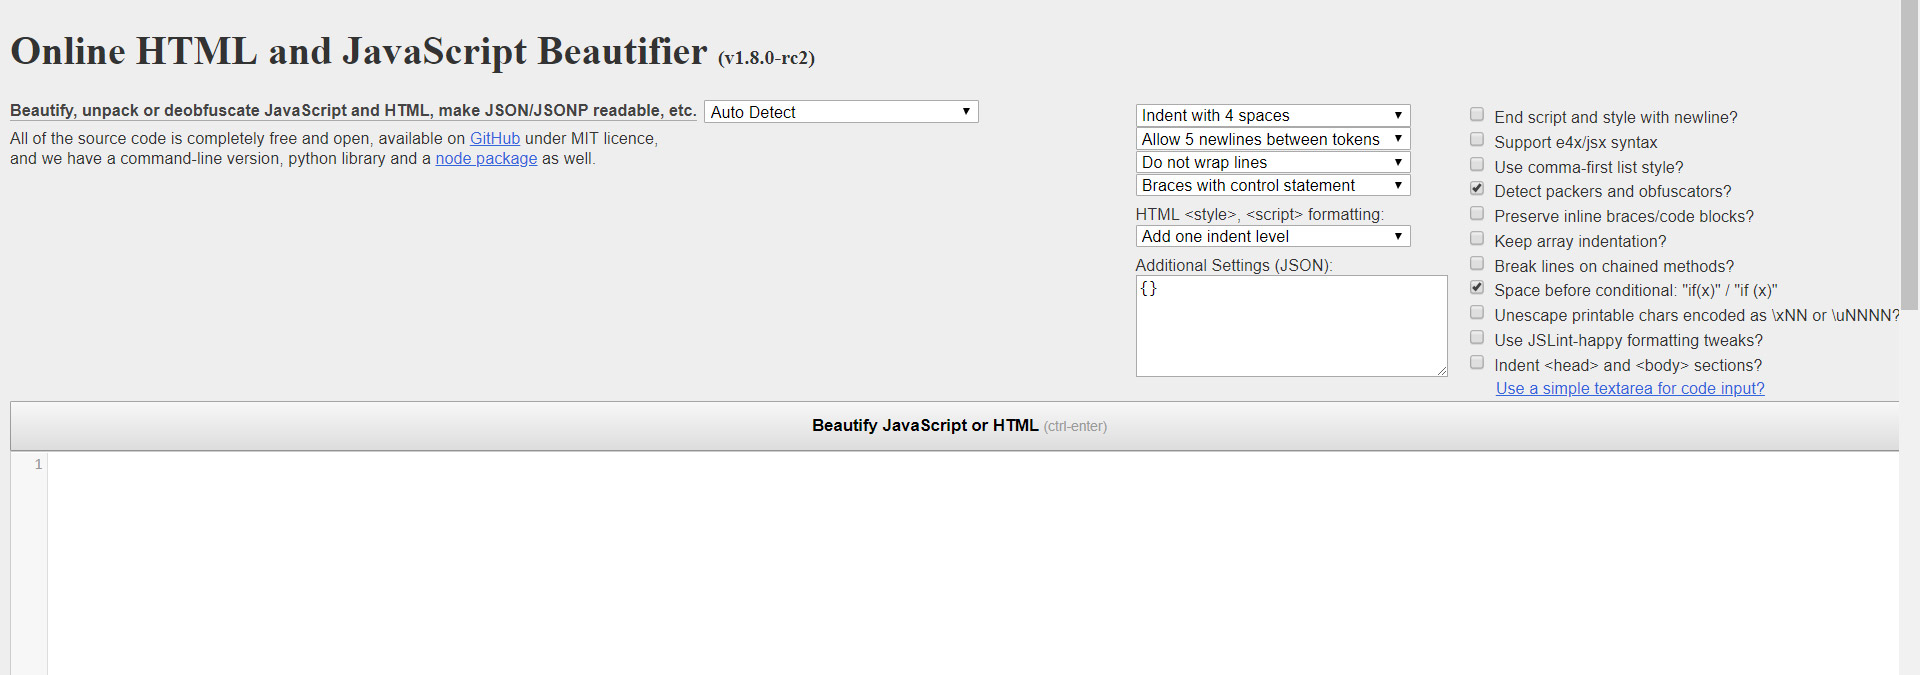 Online HTML and JavaScript Beautifier (v1.8.0-rc2)
Beautify, unpack or deobfuscate JavaScript and HTML, make JSON/JSONP readable, etc. Auto Detect
All of the source code is completely free and open, available on GitHub under MIT licence,
and we have a command-line version, python library and a node package as well.
Indent with 4 spaces
Allow 5 newlines between tokens
Do not wrap lines
Braces with control statement
HTML <style>, <script> formatting:
Add one indent level
Additional Settings (JSON):
{}
End script and style with newline?
Support e4x/jsx syntax
Use comma-first list style?
Detect packers and obfuscators?
Preserve inline braces/code blocks?
Keep array indentation?
Break lines on chained methods?
Space before conditional: "if(x)" / "if (x)"
Unescape printable chars encoded as \xNN or \uNNNN?
Use JSLint-happy formatting tweaks?
Indent <head> and <body> sections?
Use a simple textarea for code input?
Beautify JavaScript or HTML (ctrl-enter)
1